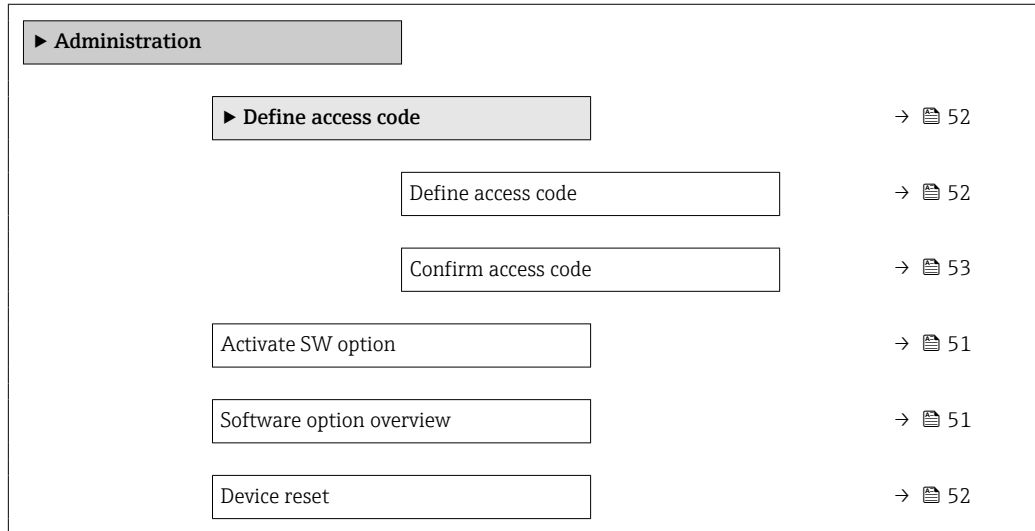 ▶ Administration
▶ Define access code → 52
Define access code → 52
Confirm access code → 53
Activate SW option → 51
Software option overview → 51
Device reset → 52